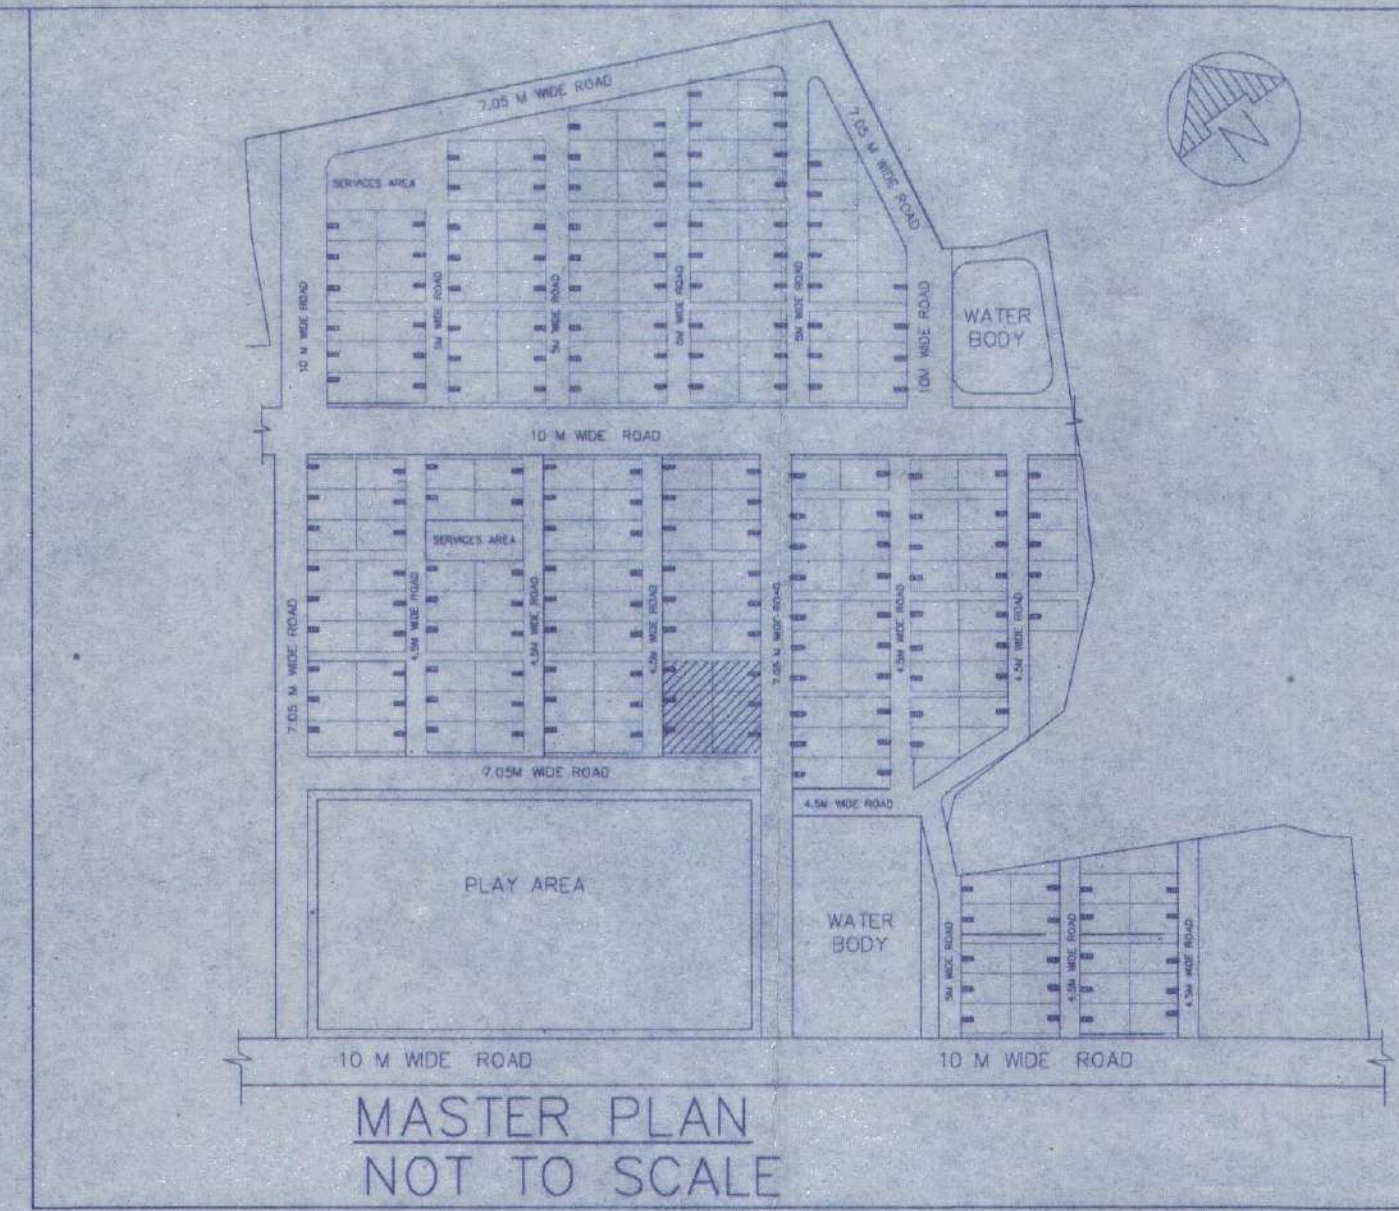 7.05 M WIDE ROAD
7.05 M WIDE ROAD
N
SERVICES AREA
10 M WIDE ROAD
5M WIDE ROAD
5M WIDE ROAD
5M WIDE ROAD
5M WIDE ROAD
10M WIDE ROAD
WATER
BODY
10 M WIDE ROAD
SERVICES AREA
7.05 M WIDE ROAD
4.5M WIDE ROAD
4.5M WIDE ROAD
4.5M WIDE ROAD
7.05 M WIDE ROAD
4.5M WIDE ROAD
4.5M WIDE ROAD
7.05M WIDE ROAD
4.5M WIDE ROAD
PLAY AREA
WATER
BODY
5M WIDE ROAD
4.5M WIDE ROAD
4.5M WIDE ROAD
10 M WIDE ROAD
10 M WIDE ROAD
MASTER PLAN
NOT TO SCALE